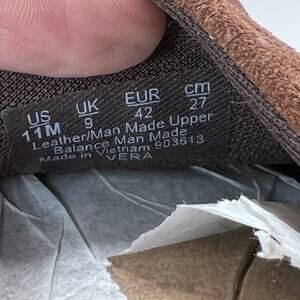 US UK EUR cm
11M 9 42 27
Leather/Man Made Upper
Balance Man Made
Made in Vietnam 903613
VERA